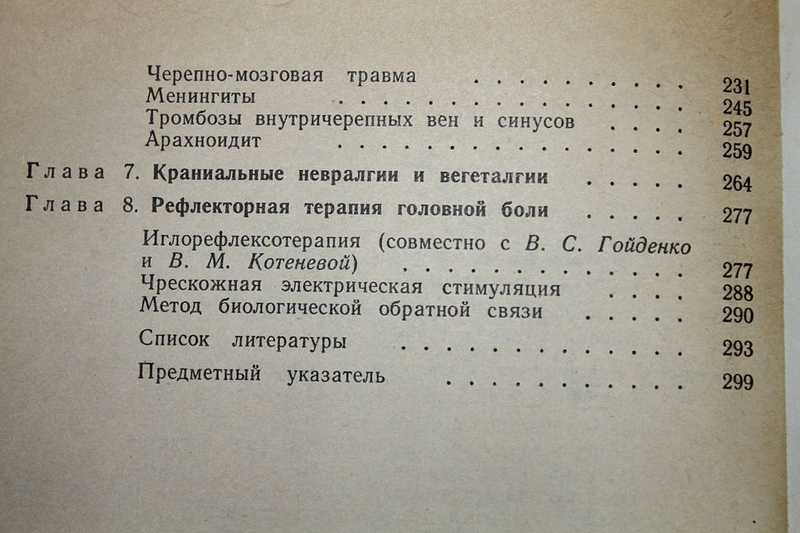 Черепно-мозговая травма . . . . . . . . . . 231
Менингиты . . . . . . . . . . . . . . . . 245
Тромбозы внутричерепных вен и синусов . . . . 257
Арахноидит . . . . . . . . . . . . . . . 259
Глава 7. Краниальные невралгии и вегеталгии . . . . . 264
Глава 8. Рефлекторная терапия головной боли . . . . . 277
Иглорефлексотерапия (совместно с В. С. Гойденко
и В. М. Котеневой) . . . . . . . . . . . . . 277
Чрескожная электрическая стимуляция . . . . 288
Метод биологической обратной связи . . . . . 290
Список литературы . . . . . . . . . . . . . 293
Предметный указатель . . . . . . . . . . . 299